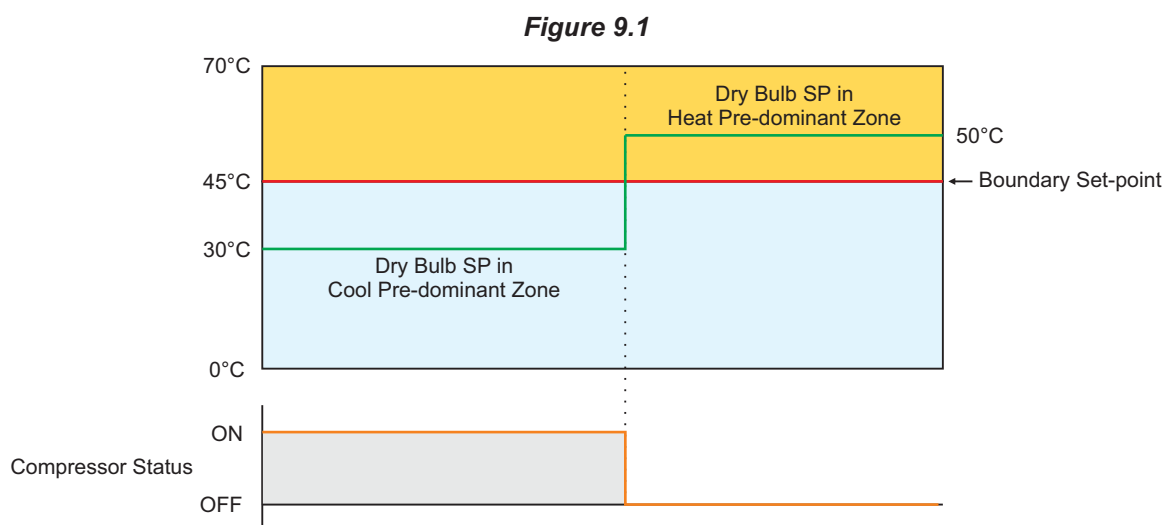 Figure 9.1
70°C
Dry Bulb SP in
Heat Pre-dominant Zone
50°C
45°C
Boundary Set-point
30°C
Dry Bulb SP in
Cool Pre-dominant Zone
0°C
ON
Compressor Status
OFF